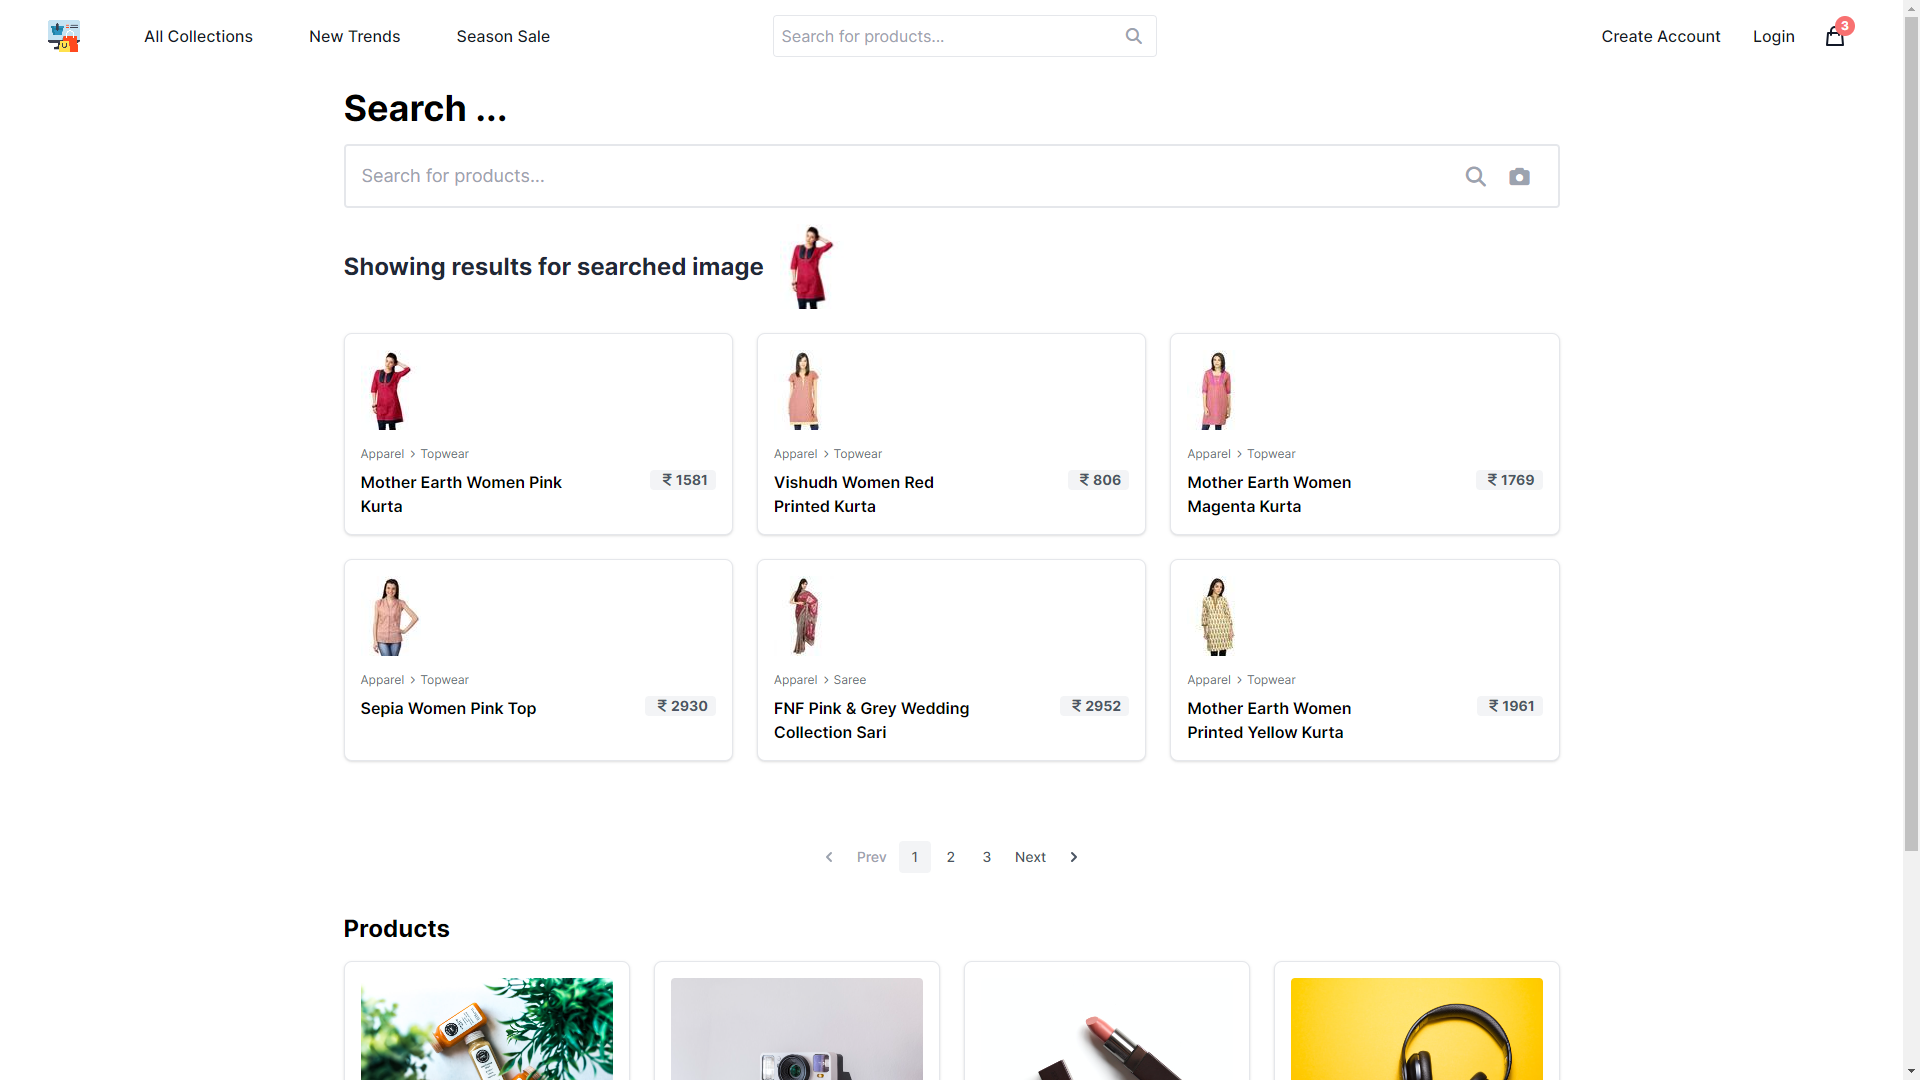 All Collections
New Trends
Season Sale
Search for products...
Create Account
Login
3
Search ...
Search for products...
Showing results for searched image
Apparel > Topwear
Mother Earth Women Pink
Kurta
₹ 1581
Apparel > Topwear
Vishudh Women Red
Printed Kurta
₹ 806
Apparel > Topwear
Mother Earth Women
Magenta Kurta
₹ 1769
Apparel > Topwear
Sepia Women Pink Top
₹ 2930
Apparel > Saree
FNF Pink & Grey Wedding
Collection Sari
₹ 2952
Apparel > Topwear
Mother Earth Women
Printed Yellow Kurta
₹ 1961
< Prev 1 2 3 Next >
Products